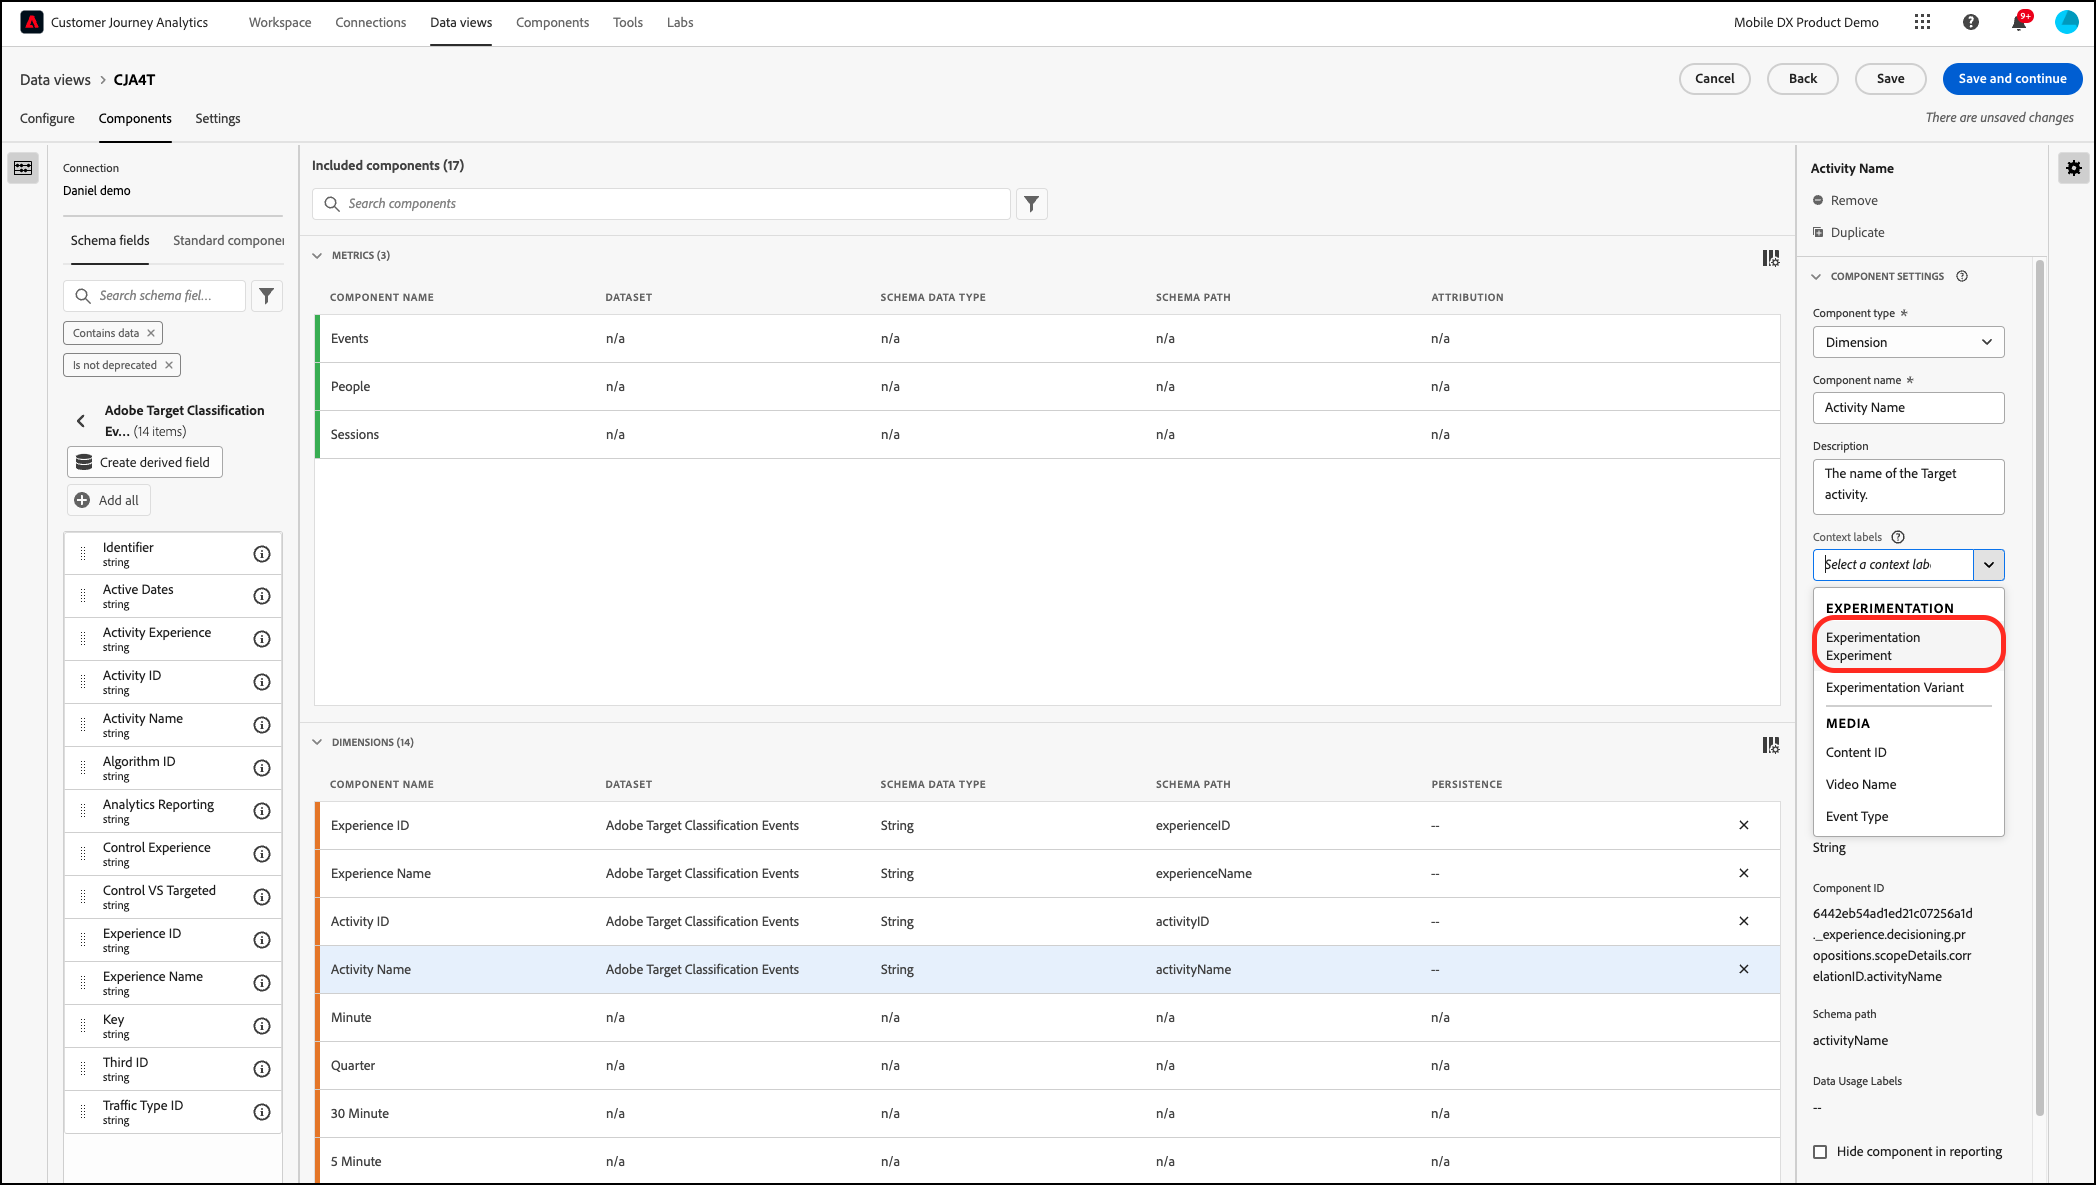 Customer Journey Analytics Workspace Connections Data views Components Tools Labs Mobile DX Product Demo 9+
Data views > CJA4T Cancel Back Save Save and continue
Configure Components Settings There are unsaved changes
Connection
Daniel demo
Schema fields Standard componen
Search schema fiel...
Contains data
Is not deprecated
Adobe Target Classification
Ev... (14 items)
Create derived field
Add all
Identifier
string
Active Dates
string
Activity Experience
string
Activity ID
string
Activity Name
string
Algorithm ID
string
Analytics Reporting
string
Control Experience
string
Control VS Targeted
string
Experience ID
string
Experience Name
string
Key
string
Third ID
string
Traffic Type ID
string
Included components (17)
Search components
METRICS (3)
COMPONENT NAME DATASET SCHEMA DATA TYPE SCHEMA PATH ATTRIBUTION
Events n/a n/a n/a n/a
People n/a n/a n/a n/a
Sessions n/a n/a n/a n/a
DIMENSIONS (14)
COMPONENT NAME DATASET SCHEMA DATA TYPE SCHEMA PATH PERSISTENCE
Experience ID Adobe Target Classification Events String experienceID --
Experience Name Adobe Target Classification Events String experienceName --
Activity ID Adobe Target Classification Events String activityID --
Activity Name Adobe Target Classification Events String activityName --
Minute n/a n/a n/a n/a
Quarter n/a n/a n/a n/a
30 Minute n/a n/a n/a n/a
5 Minute n/a n/a n/a n/a
Activity Name
Remove
Duplicate
COMPONENT SETTINGS
Component type *
Dimension
Component name *
Activity Name
Description
The name of the Target
activity.
Context labels
Select a context lab
EXPERIMENTATION
Experimentation
Experiment
Experimentation Variant
MEDIA
Content ID
Video Name
Event Type
String
Component ID
6442eb54ad1ed21c07256a1d
._experience.decisioning.pr
opositions.scopeDetails.corr
elationID.activityName
Schema path
activityName
Data Usage Labels
--
Hide component in reporting